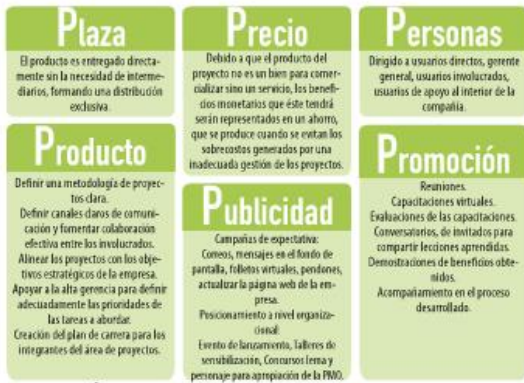 Plaza
El producto es entregado directa-
mente sin la necesidad de interme-
diarios, formando una distribución
exclusiva.
Producto
Definir una metodología de proyec-
tos clara.
Definir canales claros de comuni-
cación y fomentar colaboración
efectiva entre los involucrados.
Alinear los proyectos con los obje-
tivos estratégicos de la empresa.
Apoyar a la alta gerencia para definir
adecuadamente las prioridades de
las tareas a abordar.
Creación del plan de carrera para los
integrantes del área de proyectos.
Precio
Debido a que el producto del
proyecto no es un bien para comer-
cializar sino un servicio, los benefi-
cios monetarios que éste tendrá
serán representados en un ahorro,
que se produce cuando se evitan los
sobrecostos generados por una
inadecuada gestión de los proyectos.
Publicidad
Campañas de expectativa:
Correos, mensajes en el fondo de
pantalla, folletos virtuales, pendones,
actualizar la página web de la em-
presa.
Posicionamiento a nivel organiza-
cional:
Evento de lanzamiento, Talleres de
sensibilización, Concursos lema y
personaje para apropiación de la PMO.
Personas
Dirigido a usuarios directos, gerente
general, usuarios involucrados,
usuarios de apoyo al interior de la
compañía.
Promoción
Reuniones.
Capacitaciones virtuales.
Evaluaciones de las capacitaciones.
Conversatorios, de invitados para
compartir lecciones aprendidas.
Demostraciones de beneficios obte-
nidos.
Acompañamiento en el proceso
desarrollado.